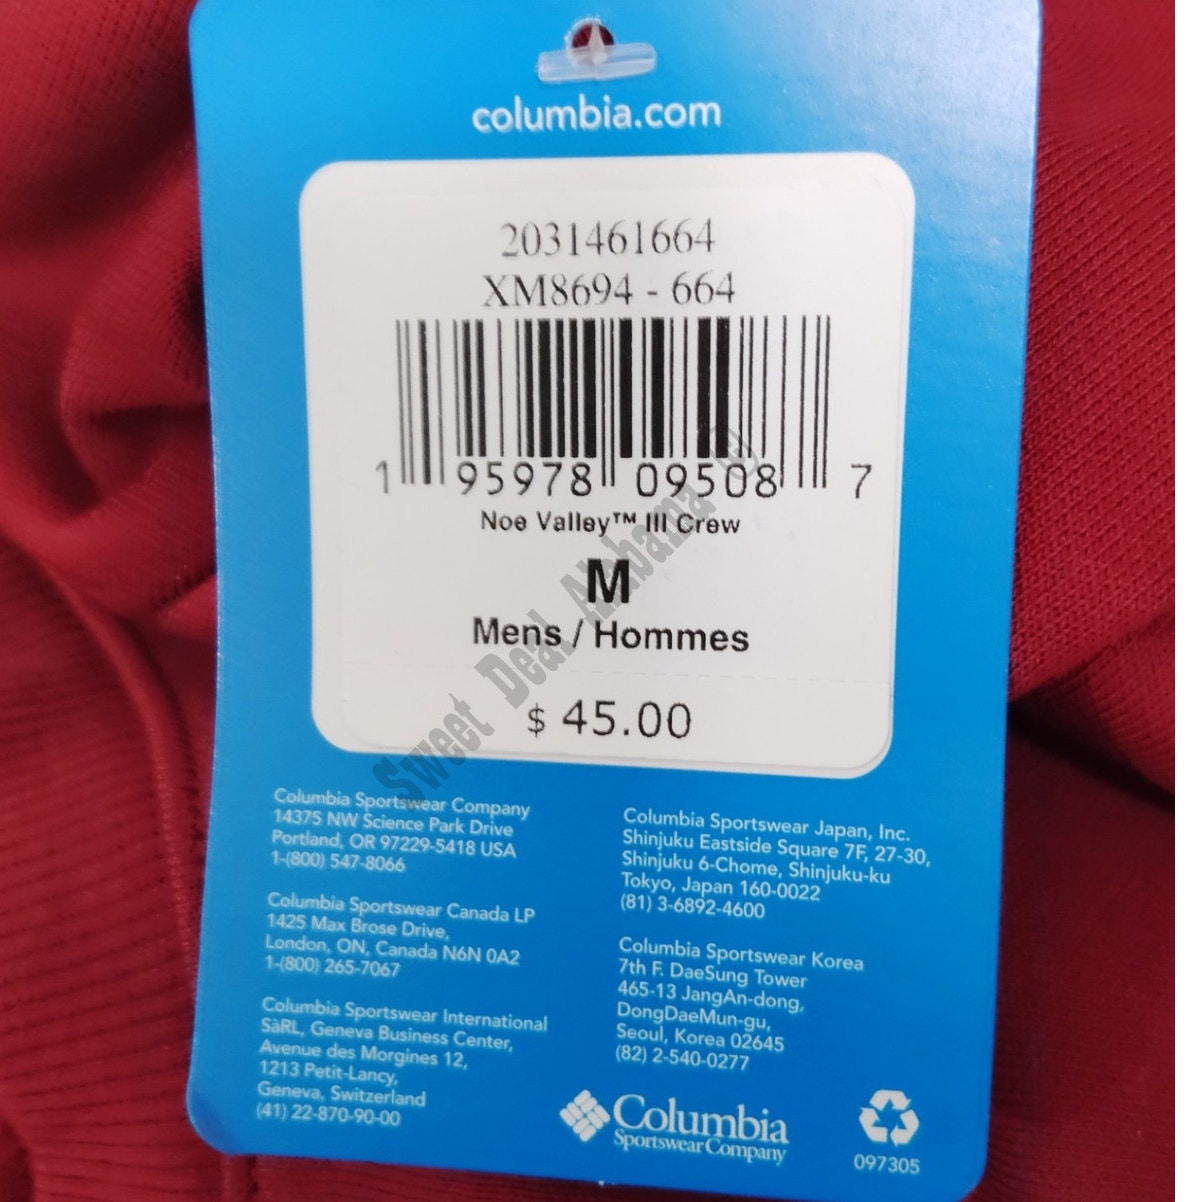 columbia.com
2031461664
XM8694 - 664
1 95978 09508 7
Noe Valley™ III Crew
M
Mens / Hommes
$ 45.00
Sweet Deal Alabama ©
Columbia Sportswear Company
14375 NW Science Park Drive
Portland, OR 97229-5418 USA
1-(800) 547-8066
Columbia Sportswear Canada LP
1425 Max Brose Drive,
London, ON, Canada N6N 0A2
1-(800) 265-7067
Columbia Sportswear International
SàRL, Geneva Business Center,
Avenue des Morgines 12,
1213 Petit-Lancy,
Geneva, Switzerland
(41) 22-870-90-00
Columbia Sportswear Japan, Inc.
Shinjuku Eastside Square 7F, 27-30,
Shinjuku 6-Chome, Shinjuku-ku
Tokyo, Japan 160-0022
(81) 3-6892-4600
Columbia Sportswear Korea
7th F. DaeSung Tower
465-13 JangAn-dong,
DongDaeMun-gu,
Seoul, Korea 02645
(82) 2-540-0277
Columbia
Sportswear Company
097305